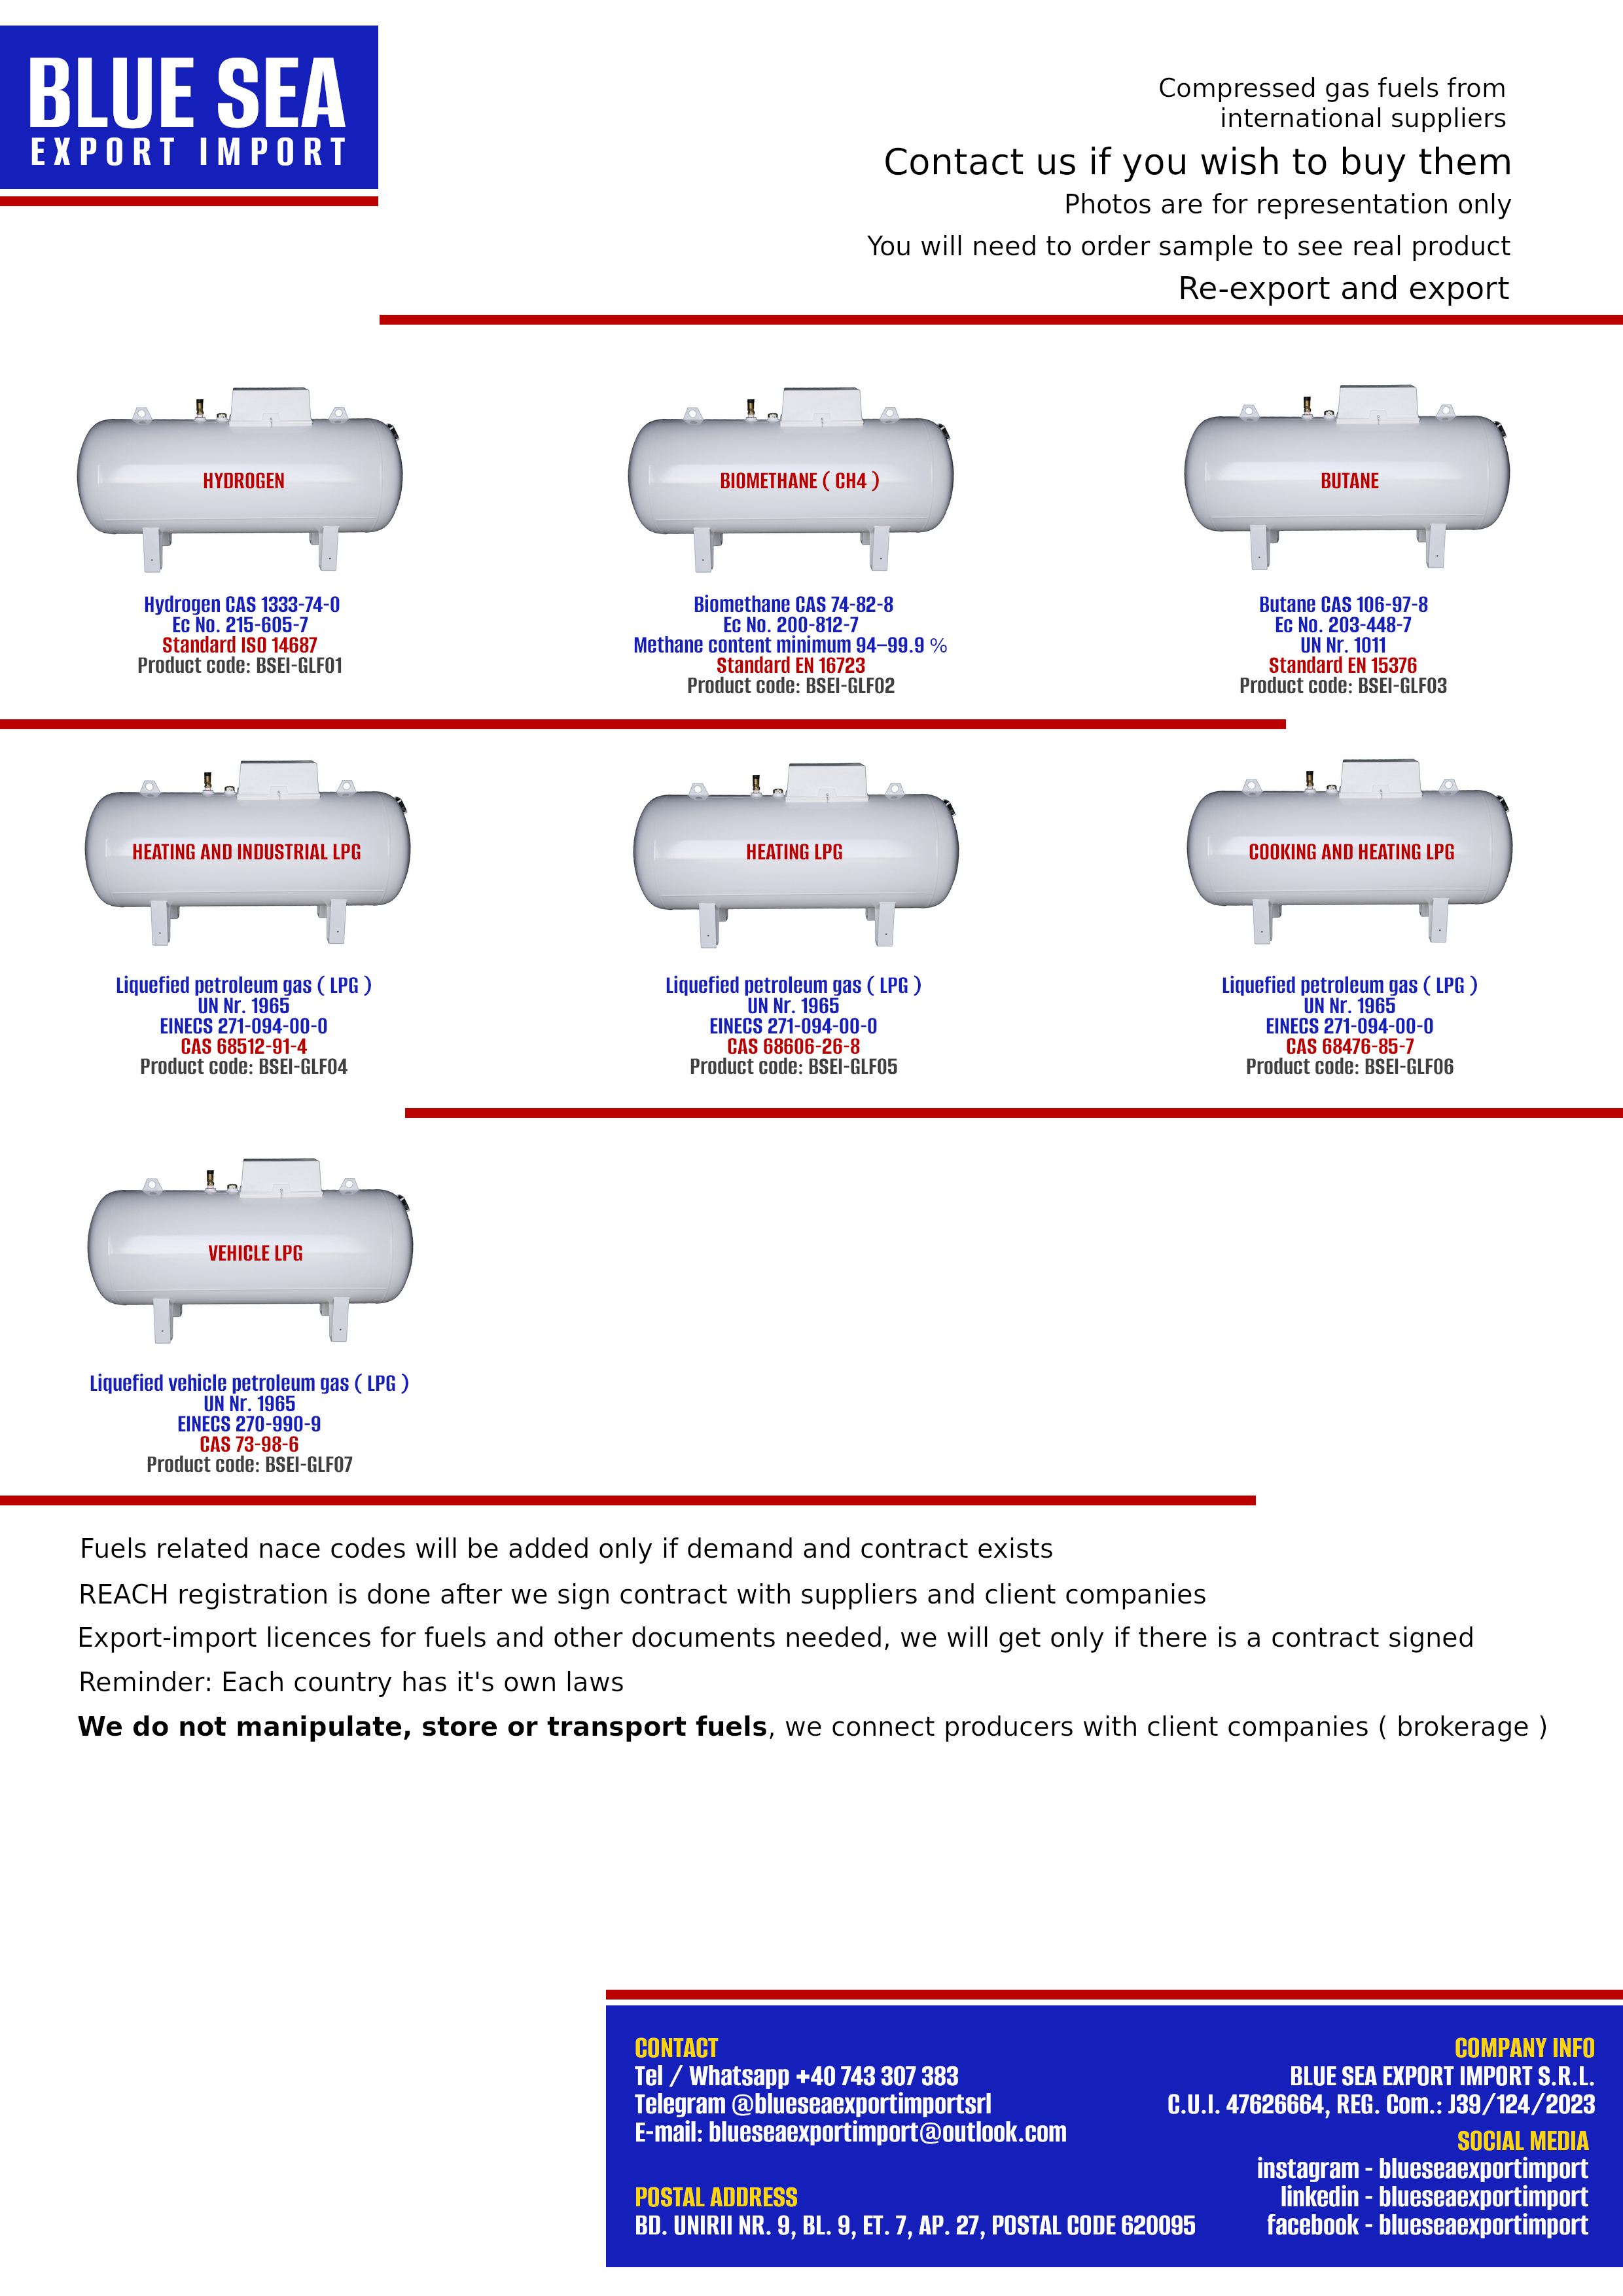 BLUE SEA
EXPORT IMPORT
Compressed gas fuels from
international suppliers
Contact us if you wish to buy them
Photos are for representation only
You will need to order sample to see real product
Re-export and export
HYDROGEN
Hydrogen CAS 1333-74-0
Ec No. 215-605-7
Standard ISO 14687
Product code: BSEI-GLF01
BIOMETHANE ( CH4 )
Biomethane CAS 74-82-8
Ec No. 200-812-7
Methane content minimum 94–99.9 %
Standard EN 16723
Product code: BSEI-GLF02
BUTANE
Butane CAS 106-97-8
Ec No. 203-448-7
UN Nr. 1011
Standard EN 15376
Product code: BSEI-GLF03
HEATING AND INDUSTRIAL LPG
Liquefied petroleum gas ( LPG )
UN Nr. 1965
EINECS 271-094-00-0
CAS 68512-91-4
Product code: BSEI-GLF04
HEATING LPG
Liquefied petroleum gas ( LPG )
UN Nr. 1965
EINECS 271-094-00-0
CAS 68606-26-8
Product code: BSEI-GLF05
COOKING AND HEATING LPG
Liquefied petroleum gas ( LPG )
UN Nr. 1965
EINECS 271-094-00-0
CAS 68476-85-7
Product code: BSEI-GLF06
VEHICLE LPG
Liquefied vehicle petroleum gas ( LPG )
UN Nr. 1965
EINECS 270-990-9
CAS 73-98-6
Product code: BSEI-GLF07
Fuels related nace codes will be added only if demand and contract exists
REACH registration is done after we sign contract with suppliers and client companies
Export-import licences for fuels and other documents needed, we will get only if there is a contract signed
Reminder: Each country has it's own laws
We do not manipulate, store or transport fuels, we connect producers with client companies ( brokerage )
CONTACT
Tel / Whatsapp +40 743 307 383
Telegram @blueseaexportimportsrl
E-mail: blueseaexportimport@outlook.com
POSTAL ADDRESS
BD. UNIRII NR. 9, BL. 9, ET. 7, AP. 27, POSTAL CODE 620095
COMPANY INFO
BLUE SEA EXPORT IMPORT S.R.L.
C.U.I. 47626664, REG. Com.: J39/124/2023
SOCIAL MEDIA
instagram - blueseaexportimport
linkedin - blueseaexportimport
facebook - blueseaexportimport